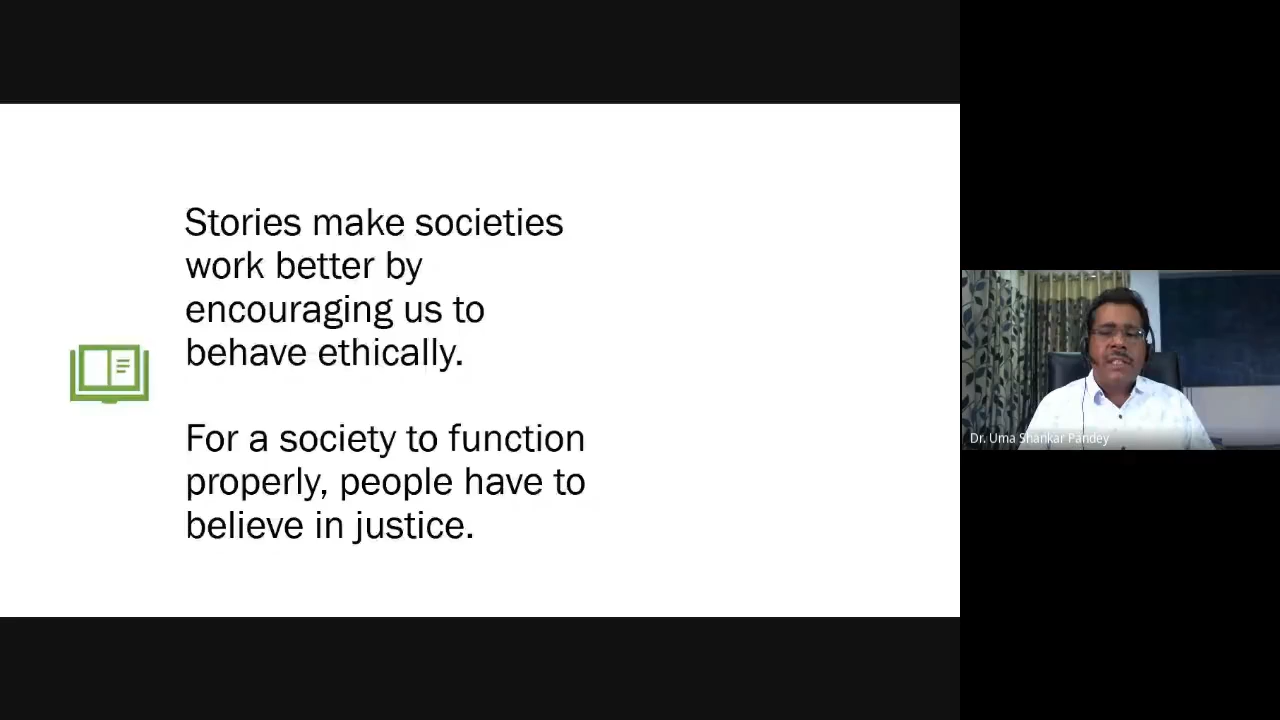 Stories make societies
work better by
encouraging us to
behave ethically.
For a society to function
properly, people have to
believe in justice.
Dr. Uma Shankar Pandey